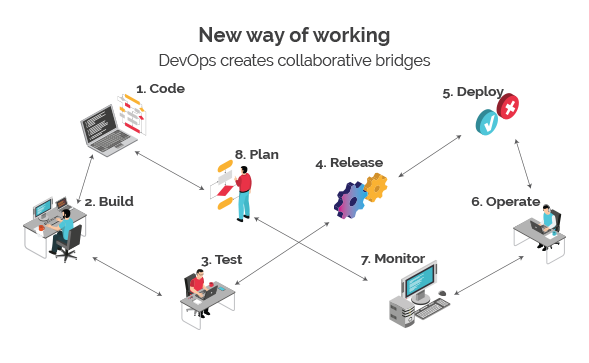 New way of working
DevOps creates collaborative bridges
1. Code
5. Deploy
8. Plan
4. Release
2. Build
6. Operate
3. Test
7. Monitor